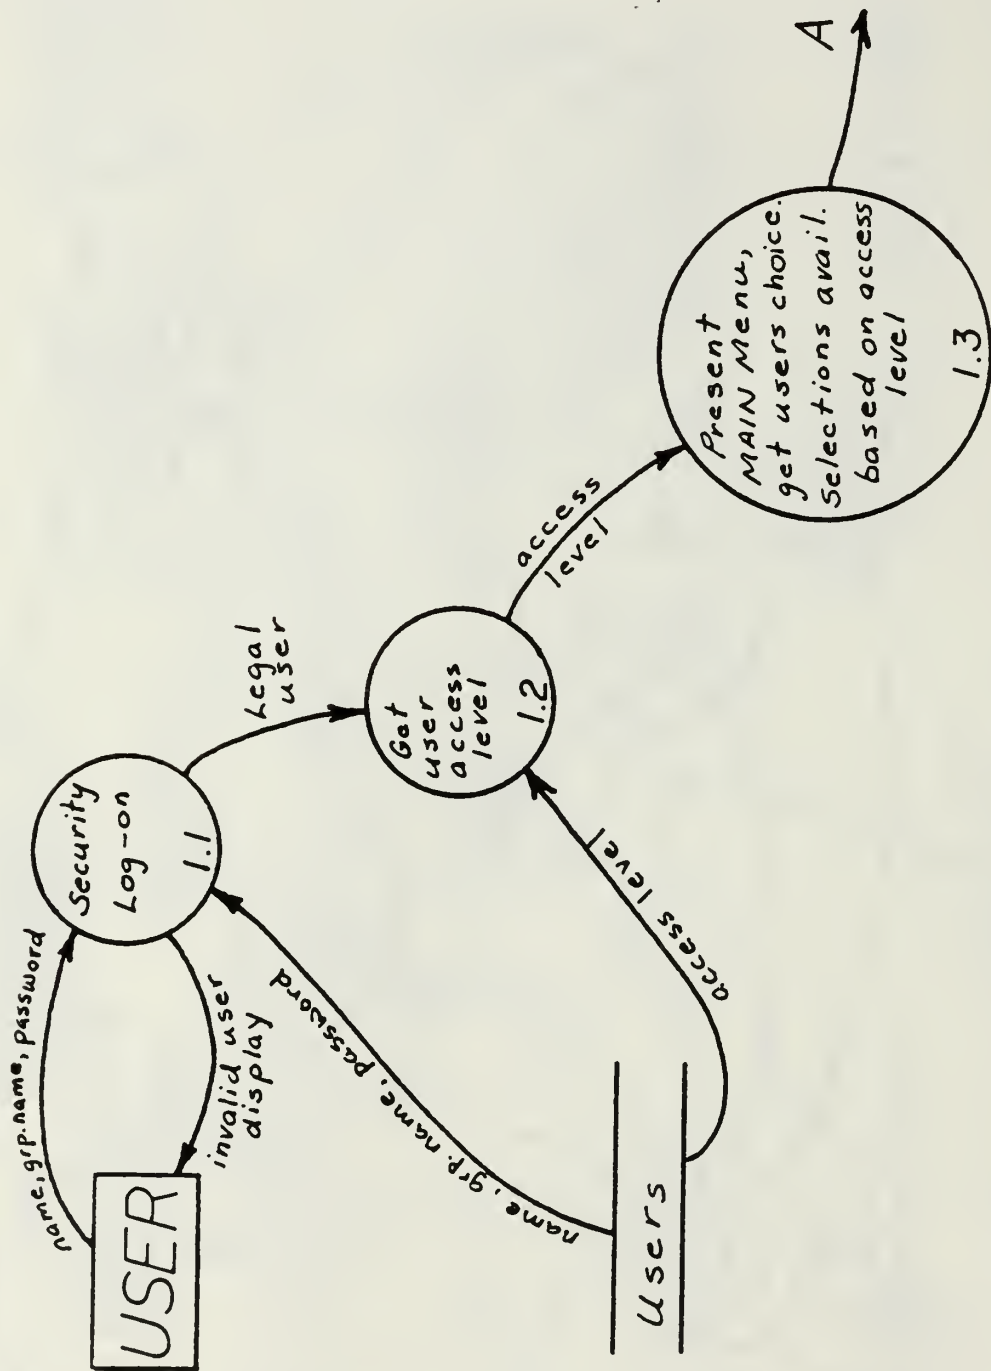 USER
name, grp. name, password
invalid user
display
Security
Log-on
1.1
Legal
user
name, grp. name, password
Users
access level
Get
user
access
level
1.2
access
level
Present
MAIN Menu,
get users choice.
Selections avail.
based on access
level
1.3
A